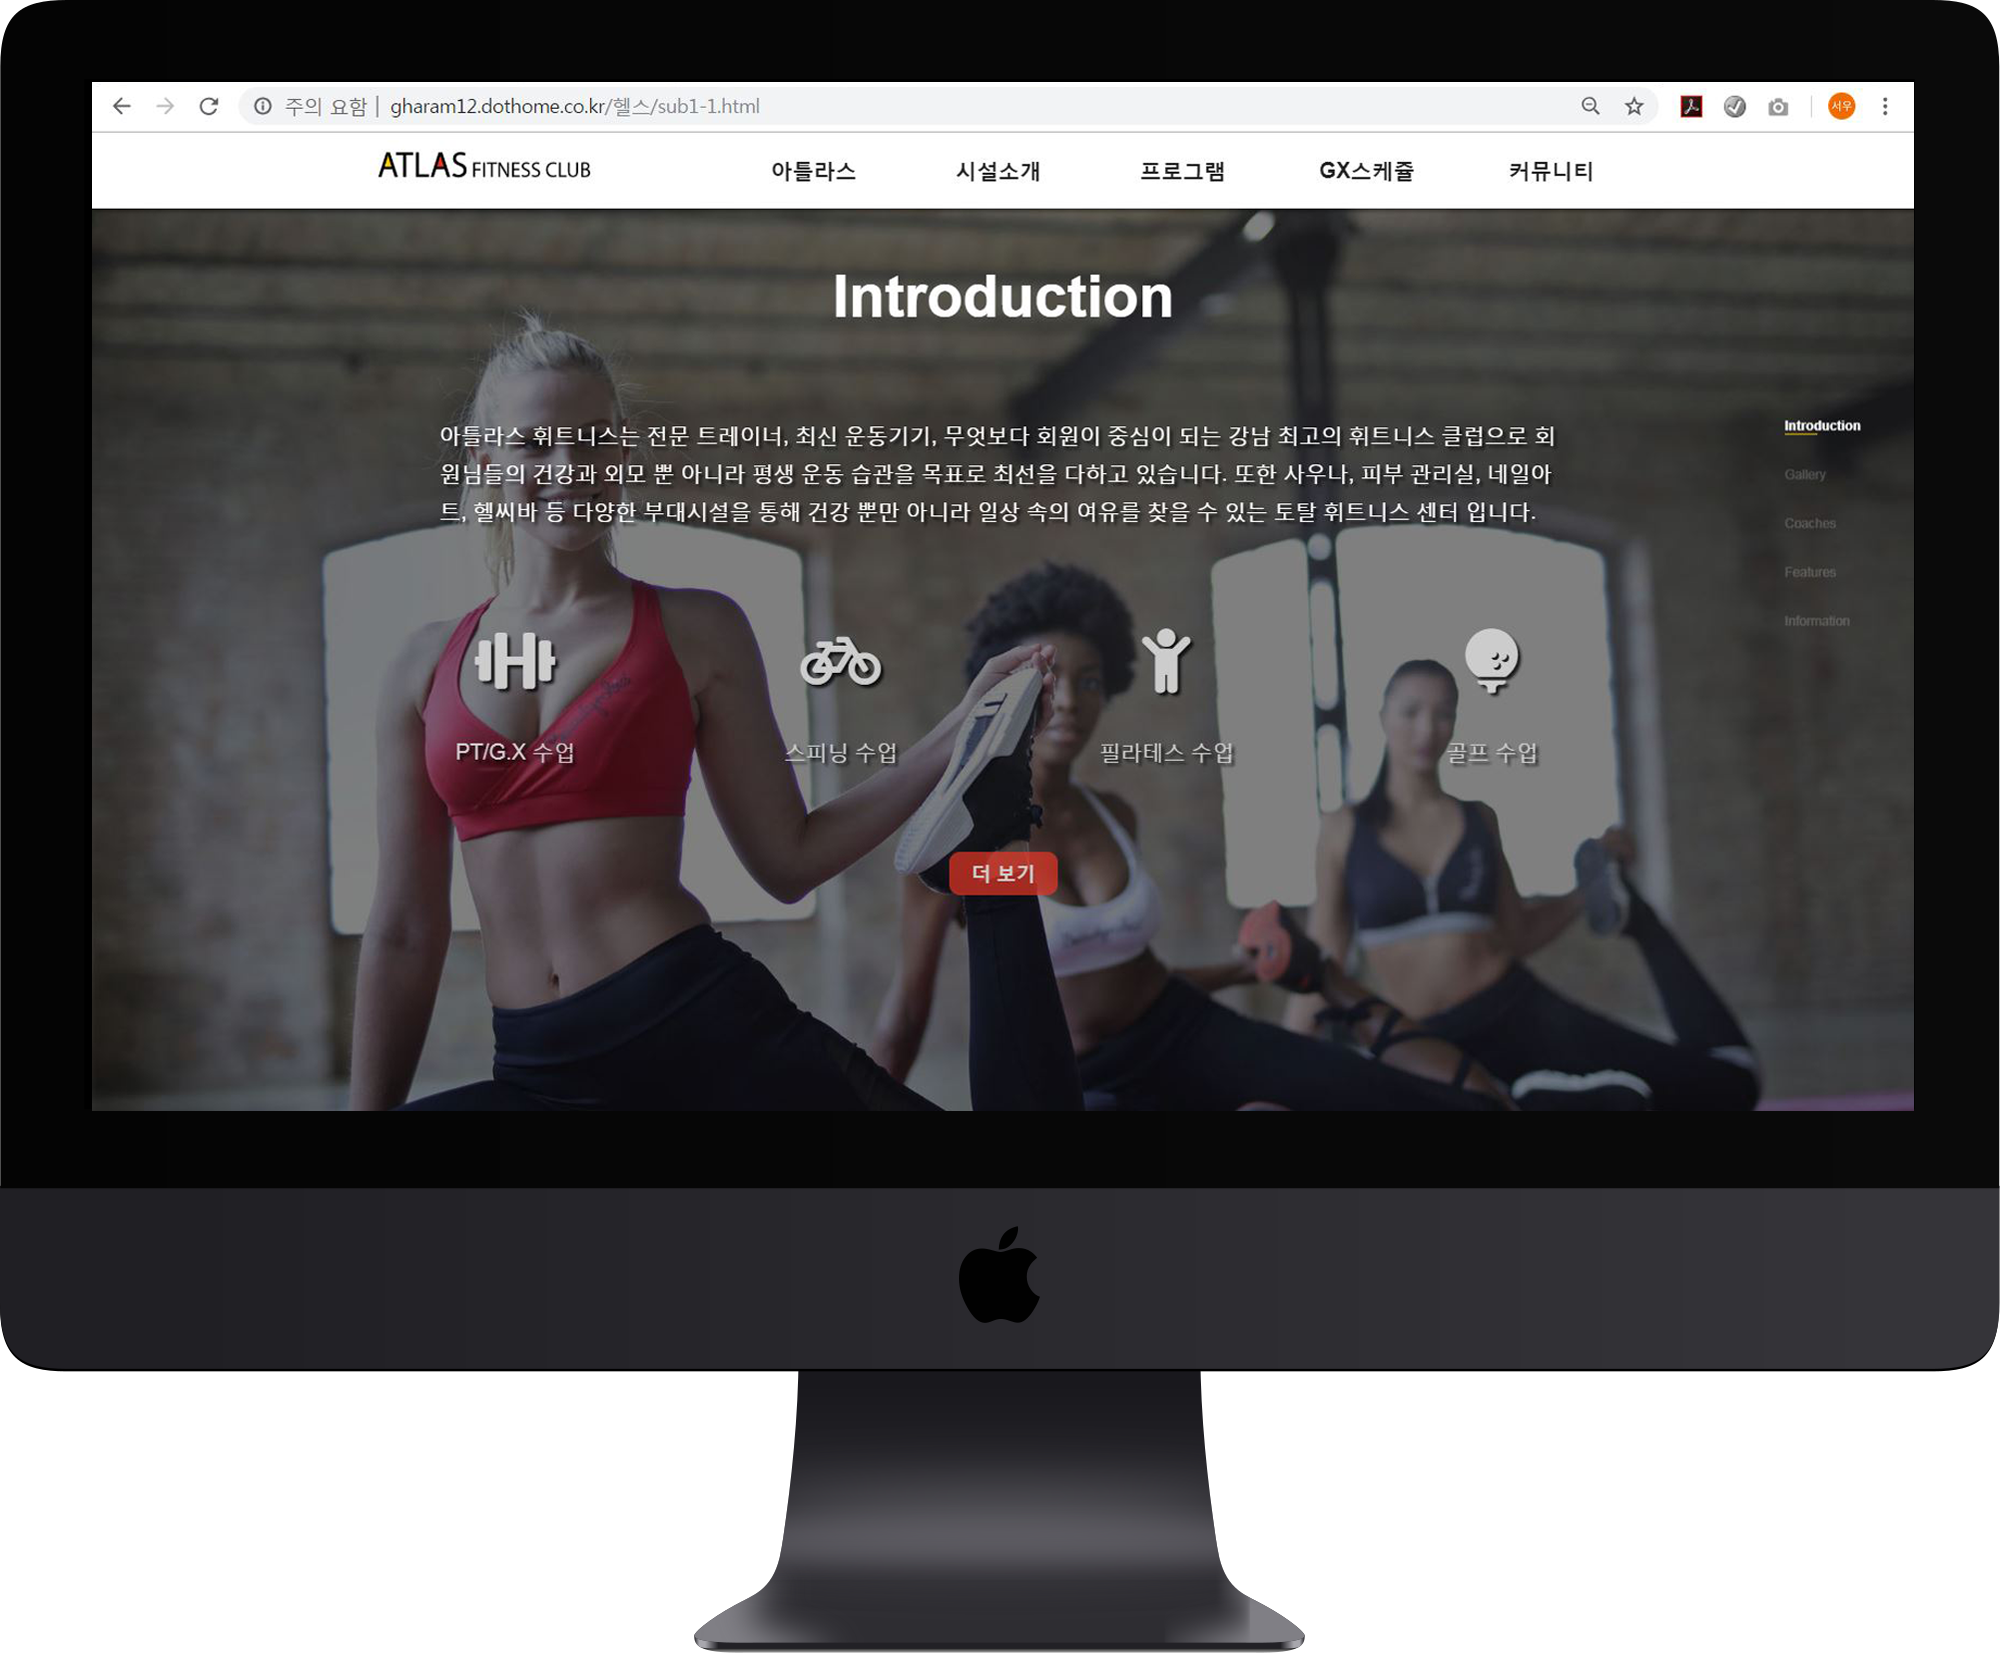 주의 요함 | gharam12.dothome.co.kr/헬스/sub1-1.html
서우
ATLAS FITNESS CLUB
아틀라스
시설소개
프로그램
GX스케쥴
커뮤니티
Introduction
아틀라스 휘트니스는 전문 트레이너, 최신 운동기기, 무엇보다 회원이 중심이 되는 강남 최고의 휘트니스 클럽으로 회
원님들의 건강과 외모 뿐 아니라 평생 운동 습관을 목표로 최선을 다하고 있습니다. 또한 사우나, 피부 관리실, 네일아
트, 헬씨바 등 다양한 부대시설을 통해 건강 뿐만 아니라 일상 속의 여유를 찾을 수 있는 토탈 휘트니스 센터 입니다.
Introduction
Gallery
Coaches
Features
Information
PT/G.X 수업
스피닝 수업
필라테스 수업
골프 수업
더 보기